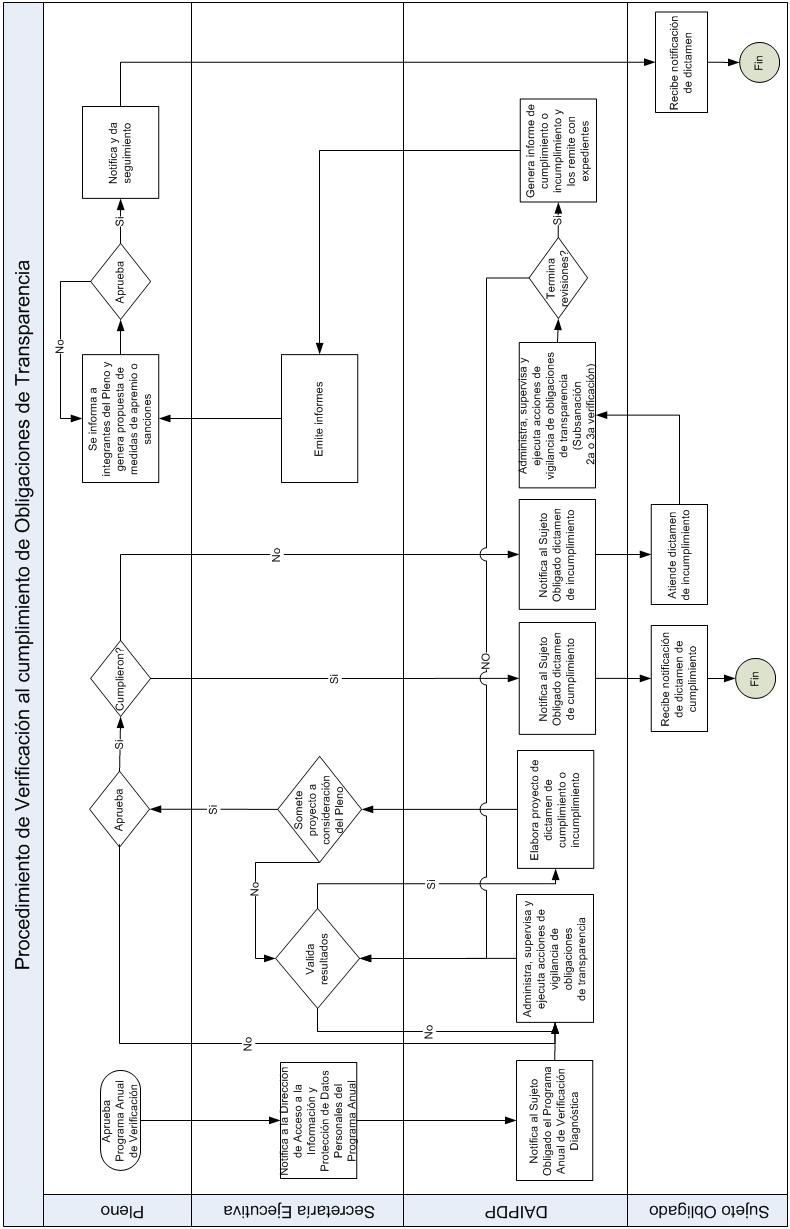 Procedimiento de Verificación al cumplimiento de Obligaciones de Transparencia
Pleno
Aprueba
Programa Anual
de Verificación
No
Aprueba
Si
Cumplieron?
No
Si
Se informa a
integrantes del Pleno y
genera propuesta de
medidas de apremio o
sanciones
No
Aprueba
Si
Notifica y da
seguimiento
Secretaría Ejecutiva
Notifica a la Direccion
de Acceso a la
Información y
Protección de Datos
Personales del
Programa Anual
Valida
resultados
No
Si
No
Somete
proyecto a
consideración
del Pleno
Si
Emite informes
DAIPDP
Notifica al Sujeto
Obligado el Programa
Anual de Verificación
Diagnóstica
Administra, supervisa y
ejecuta acciones de
vigilancia de
obligaciones
de transparencia
Elabora proyecto de
dictamen de
cumplimiento o
incumplimiento
Notifica al Sujeto
Obligado dictamen
de cumplimiento
Notifica al Sujeto
Obligado dictamen
de incumplimiento
Administra, supervisa y
ejecuta acciones de
vigilancia de obligaciones
de transparencia
(Subsanación
2a o 3a verificación)
Termina
revisiones?
NO
Si
Genera informe de
cumplimiento o
incumplimiento y
los remite con
expedientes
Sujeto Obligado
Recibe notificación
de dictamen de
cumplimiento
Fin
Atiende dictamen
de incumplimiento
Recibe notificación
de dictamen
Fin